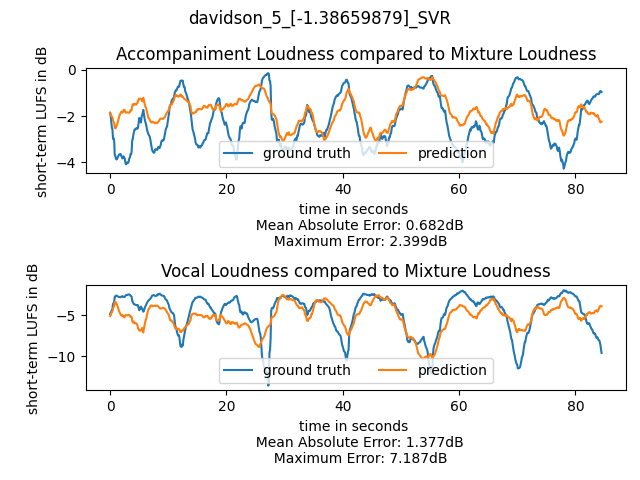 davidson_5_[-1.38659879]_SVR
Accompaniment Loudness compared to Mixture Loudness
short-term LUFS in dB
0
−2
−4
ground truth
prediction
0 20 40 60 80
time in seconds
Mean Absolute Error: 0.682dB
Maximum Error: 2.399dB
Vocal Loudness compared to Mixture Loudness
short-term LUFS in dB
−5
−10
ground truth
prediction
0 20 40 60 80
time in seconds
Mean Absolute Error: 1.377dB
Maximum Error: 7.187dB